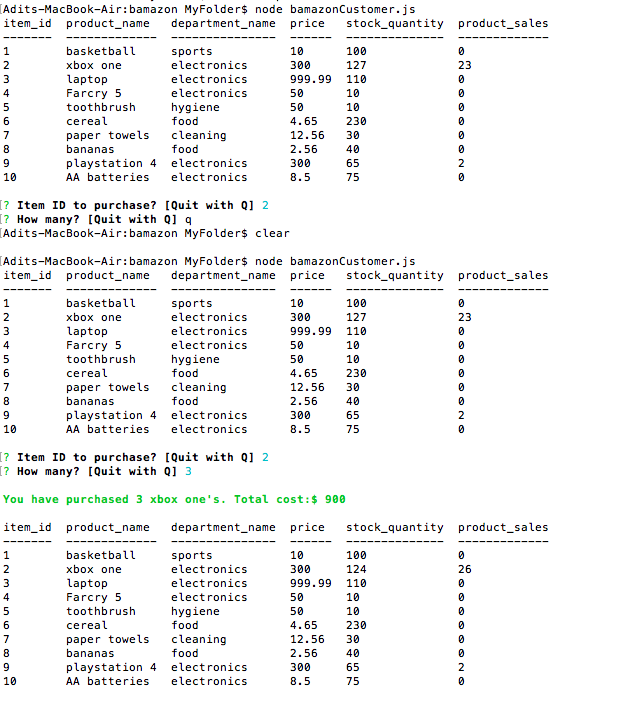 [Adits-MacBook-Air:bamazon MyFolder$ node bamazonCustomer.js
item_id  product_name   department_name  price   stock_quantity  product_sales
-------  -------------  ---------------  ------  --------------  -------------
1        basketball     sports           10      100             0
2        xbox one       electronics      300     127             23
3        laptop         electronics      999.99  110             0
4        Farcry 5       electronics      50      10              0
5        toothbrush     hygiene          50      10              0
6        cereal         food             4.65    230             0
7        paper towels   cleaning         12.56   30              0
8        bananas        food             2.56    40              0
9        playstation 4  electronics      300     65              2
10       AA batteries   electronics      8.5     75              0
[? Item ID to purchase? [Quit with Q] 2
[? How many? [Quit with Q] q
[Adits-MacBook-Air:bamazon MyFolder$ clear
[Adits-MacBook-Air:bamazon MyFolder$ node bamazonCustomer.js
item_id  product_name   department_name  price   stock_quantity  product_sales
-------  -------------  ---------------  ------  --------------  -------------
1        basketball     sports           10      100             0
2        xbox one       electronics      300     127             23
3        laptop         electronics      999.99  110             0
4        Farcry 5       electronics      50      10              0
5        toothbrush     hygiene          50      10              0
6        cereal         food             4.65    230             0
7        paper towels   cleaning         12.56   30              0
8        bananas        food             2.56    40              0
9        playstation 4  electronics      300     65              2
10       AA batteries   electronics      8.5     75              0
[? Item ID to purchase? [Quit with Q] 2
[? How many? [Quit with Q] 3
You have purchased 3 xbox one's. Total cost:$ 900
item_id  product_name   department_name  price   stock_quantity  product_sales
-------  -------------  ---------------  ------  --------------  -------------
1        basketball     sports           10      100             0
2        xbox one       electronics      300     124             26
3        laptop         electronics      999.99  110             0
4        Farcry 5       electronics      50      10              0
5        toothbrush     hygiene          50      10              0
6        cereal         food             4.65    230             0
7        paper towels   cleaning         12.56   30              0
8        bananas        food             2.56    40              0
9        playstation 4  electronics      300     65              2
10       AA batteries   electronics      8.5     75              0